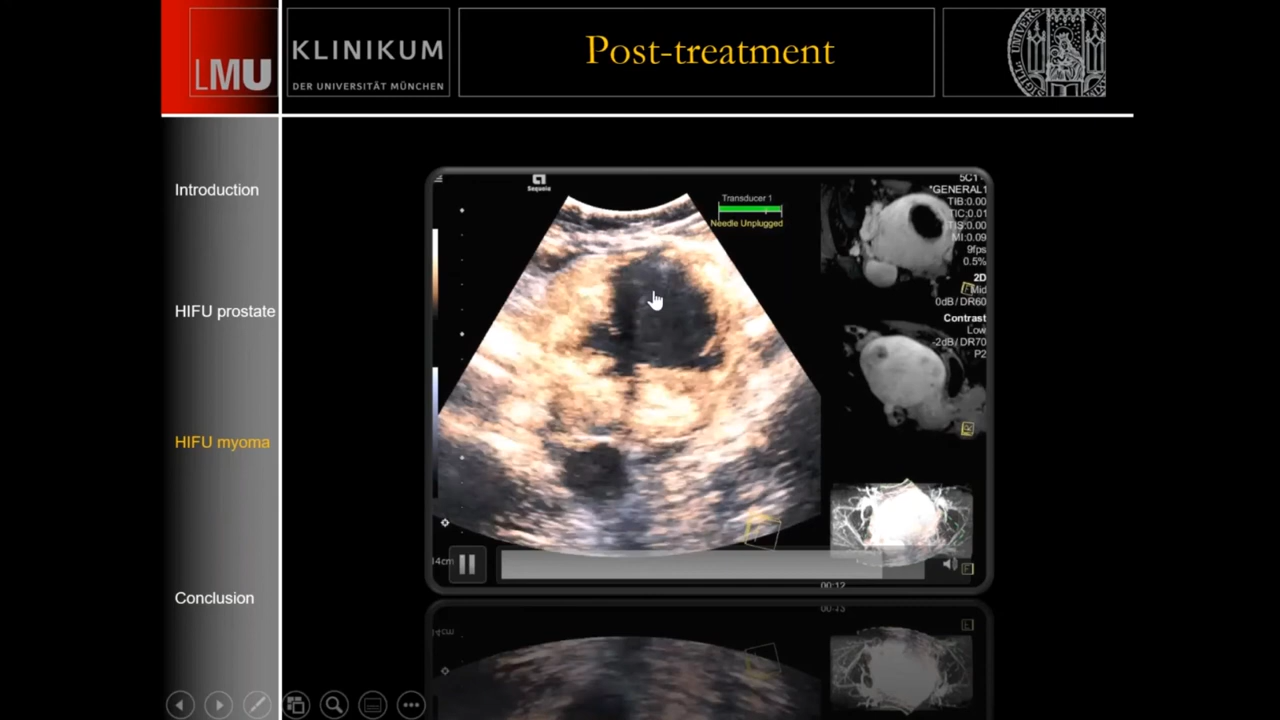 LMU
KLINIKUM
DER UNIVERSITÄT MÜNCHEN
Post-treatment
Introduction
HIFU prostate
HIFU myoma
Conclusion
Sequoia
Transducer 1
Needle Unplugged
5C1
*GENERAL1
TIB:0.00
TIC:0.01
TIS:0.00
MI:0.09
9fps
0.5%
2D
Mid
0dB/DR60
Contrast
Low
-2dB/DR70
P2
14cm
00:12